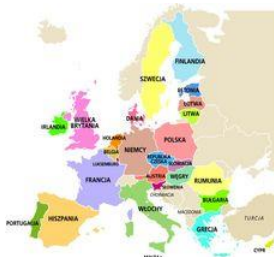 FINLANDIA
SZWECJA
ESTONIA
ŁOTWA
LITWA
DANIA
IRLANDIA
WIELKA
BRYTANIA
HOLANDIA
BELGIA
LUKSEMBURG
NIEMCY
POLSKA
REPUBLIKA
CZESKA
SŁOWACJA
AUSTRIA
WĘGRY
SŁOWENIA
CHORWACJA
FRANCJA
RUMUNIA
BUŁGARIA
WŁOCHY
MACEDONIA
PORTUGALIA
HISZPANIA
GRECJA
TURCJA
CYPR